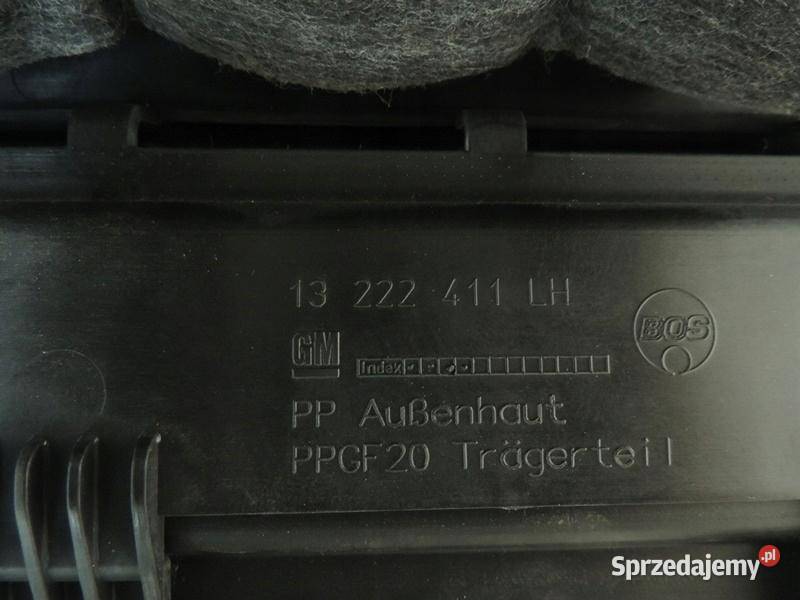 13 222 411 LH
BOS
GM
Index
PP Außenhaut
PPGF20 Trägerteil
Sprzedajemy.pl